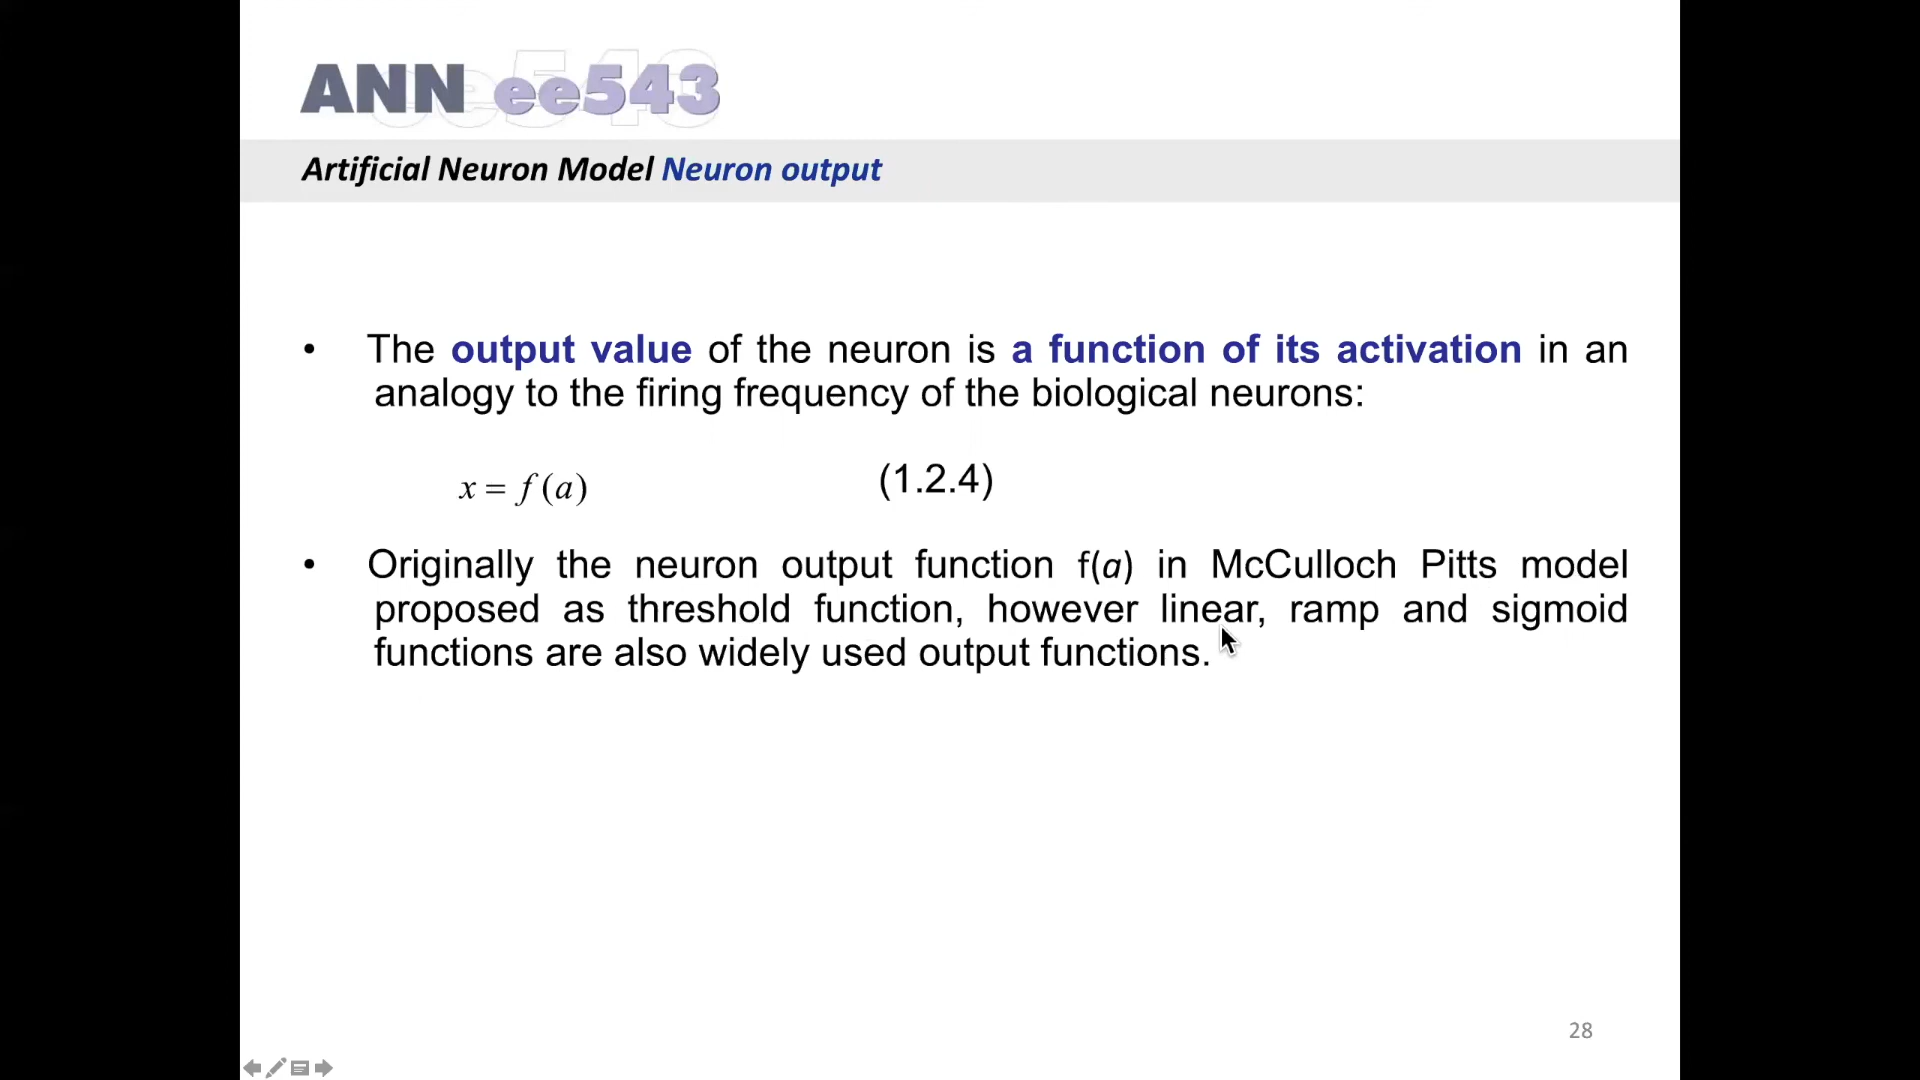 ANN ee543
Artificial Neuron Model Neuron output
• The output value of the neuron is a function of its activation in an
analogy to the firing frequency of the biological neurons:
x = f (a) (1.2.4)
• Originally the neuron output function f(a) in McCulloch Pitts model
proposed as threshold function, however linear, ramp and sigmoid
functions are also widely used output functions.
28